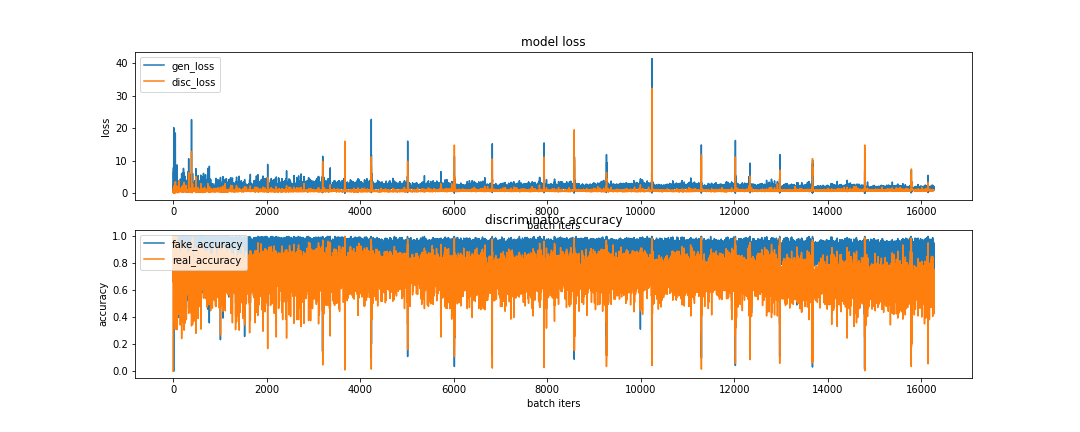 model loss
gen_loss
disc_loss
loss
40
30
20
10
0
0 2000 4000 6000 8000 10000 12000 14000 16000
batch iters
discriminator accuracy
fake_accuracy
real_accuracy
accuracy
1.0
0.8
0.6
0.4
0.2
0.0
0 2000 4000 6000 8000 10000 12000 14000 16000
batch iters